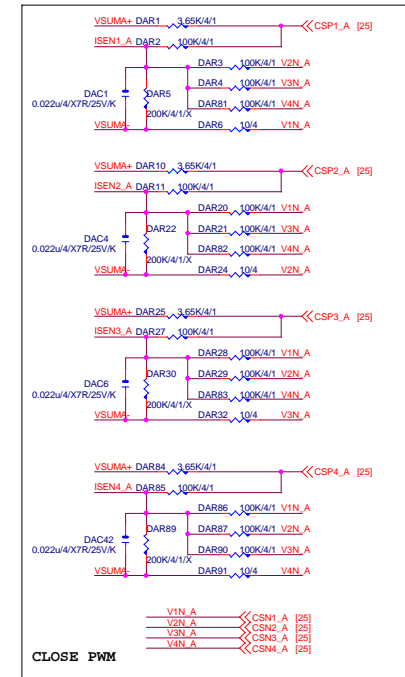 VSUMA+ DAR1 3.65K/4/1 CSP1_A [25]
ISEN1_A DAR2 100K/4/1
DAR3 100K/4/1 V2N_A
DAC1 DAR5 DAR4 100K/4/1 V3N_A
0.022u/4/X7R/25V/K DAR81 100K/4/1 V4N_A
200K/4/1/X
VSUMA- DAR6 10/4 V1N_A
VSUMA+ DAR10 3.65K/4/1 CSP2_A [25]
ISEN2_A DAR11 100K/4/1
DAR20 100K/4/1 V1N_A
DAC4 DAR22 DAR21 100K/4/1 V3N_A
0.022u/4/X7R/25V/K DAR82 100K/4/1 V4N_A
200K/4/1/X
VSUMA- DAR24 10/4 V2N_A
VSUMA+ DAR25 3.65K/4/1 CSP3_A [25]
ISEN3_A DAR27 100K/4/1
DAR28 100K/4/1 V1N_A
DAC6 DAR30 DAR29 100K/4/1 V2N_A
0.022u/4/X7R/25V/K DAR83 100K/4/1 V4N_A
200K/4/1/X
VSUMA- DAR32 10/4 V3N_A
VSUMA+ DAR84 3.65K/4/1 CSP4_A [25]
ISEN4_A DAR85 100K/4/1
DAR86 100K/4/1 V1N_A
DAC42 DAR89 DAR87 100K/4/1 V2N_A
0.022u/4/X7R/25V/K DAR90 100K/4/1 V3N_A
200K/4/1/X
VSUMA- DAR91 10/4 V4N_A
V1N_A CSN1_A [25]
V2N_A CSN2_A [25]
V3N_A CSN3_A [25]
V4N_A CSN4_A [25]
CLOSE PWM